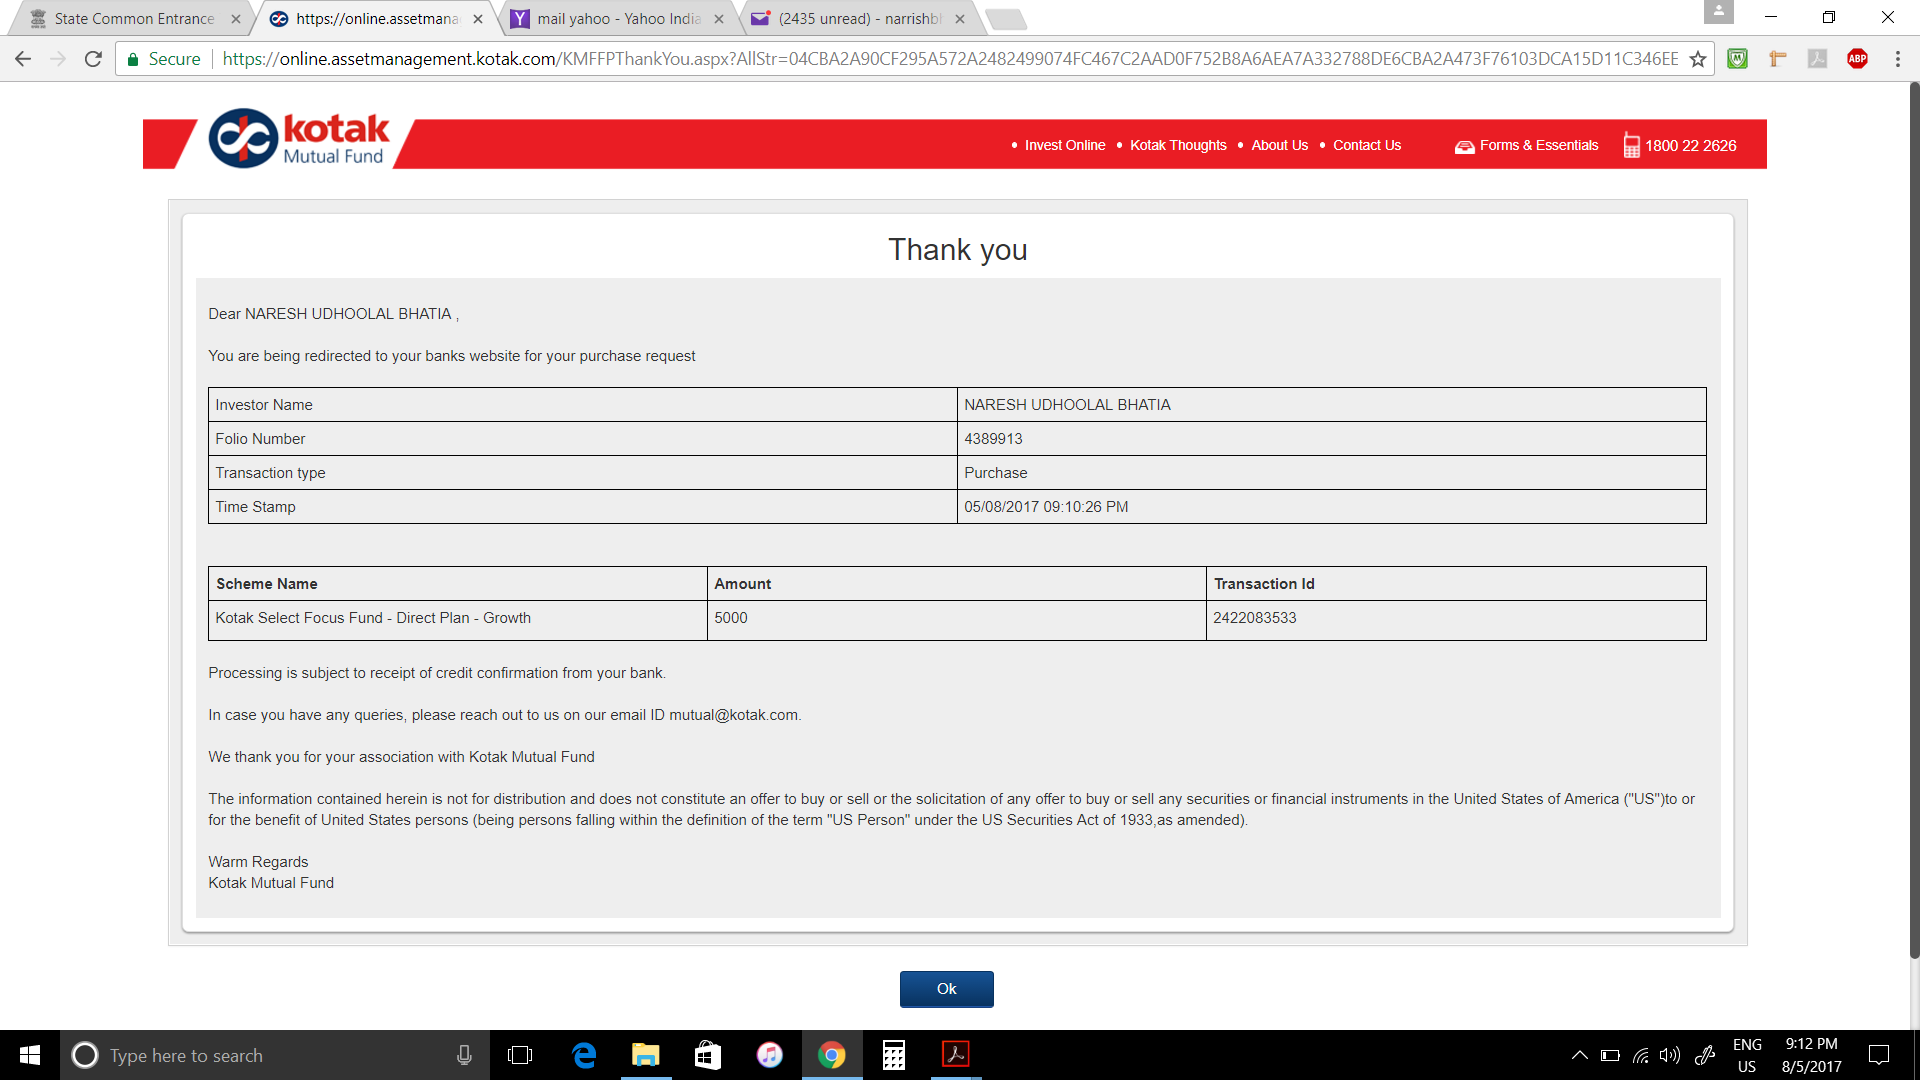 State Common Entrance
https://online.assetmana
mail yahoo - Yahoo India
(2435 unread) - narrishbh
Secure
https://online.assetmanagement.kotak.com/KMFFPThankYou.aspx?AllStr=04CBA2A90CF295A572A2482499074FC467C2AAD0F752B8A6AEA7A332788DE6CBA2A473F76103DCA15D11C346EE
ABP
kotak
Mutual Fund
• Invest Online • Kotak Thoughts • About Us • Contact Us
Forms & Essentials
1800 22 2626
Thank you
Dear NARESH UDHOOLAL BHATIA ,
You are being redirected to your banks website for your purchase request
Investor Name NARESH UDHOOLAL BHATIA
Folio Number 4389913
Transaction type Purchase
Time Stamp 05/08/2017 09:10:26 PM
Scheme Name Amount Transaction Id
Kotak Select Focus Fund - Direct Plan - Growth 5000 2422083533
Processing is subject to receipt of credit confirmation from your bank.
In case you have any queries, please reach out to us on our email ID mutual@kotak.com.
We thank you for your association with Kotak Mutual Fund
The information contained herein is not for distribution and does not constitute an offer to buy or sell or the solicitation of any offer to buy or sell any securities or financial instruments in the United States of America ("US")to or
for the benefit of United States persons (being persons falling within the definition of the term "US Person" under the US Securities Act of 1933,as amended).
Warm Regards
Kotak Mutual Fund
Ok
Type here to search
ENG
US
9:12 PM
8/5/2017